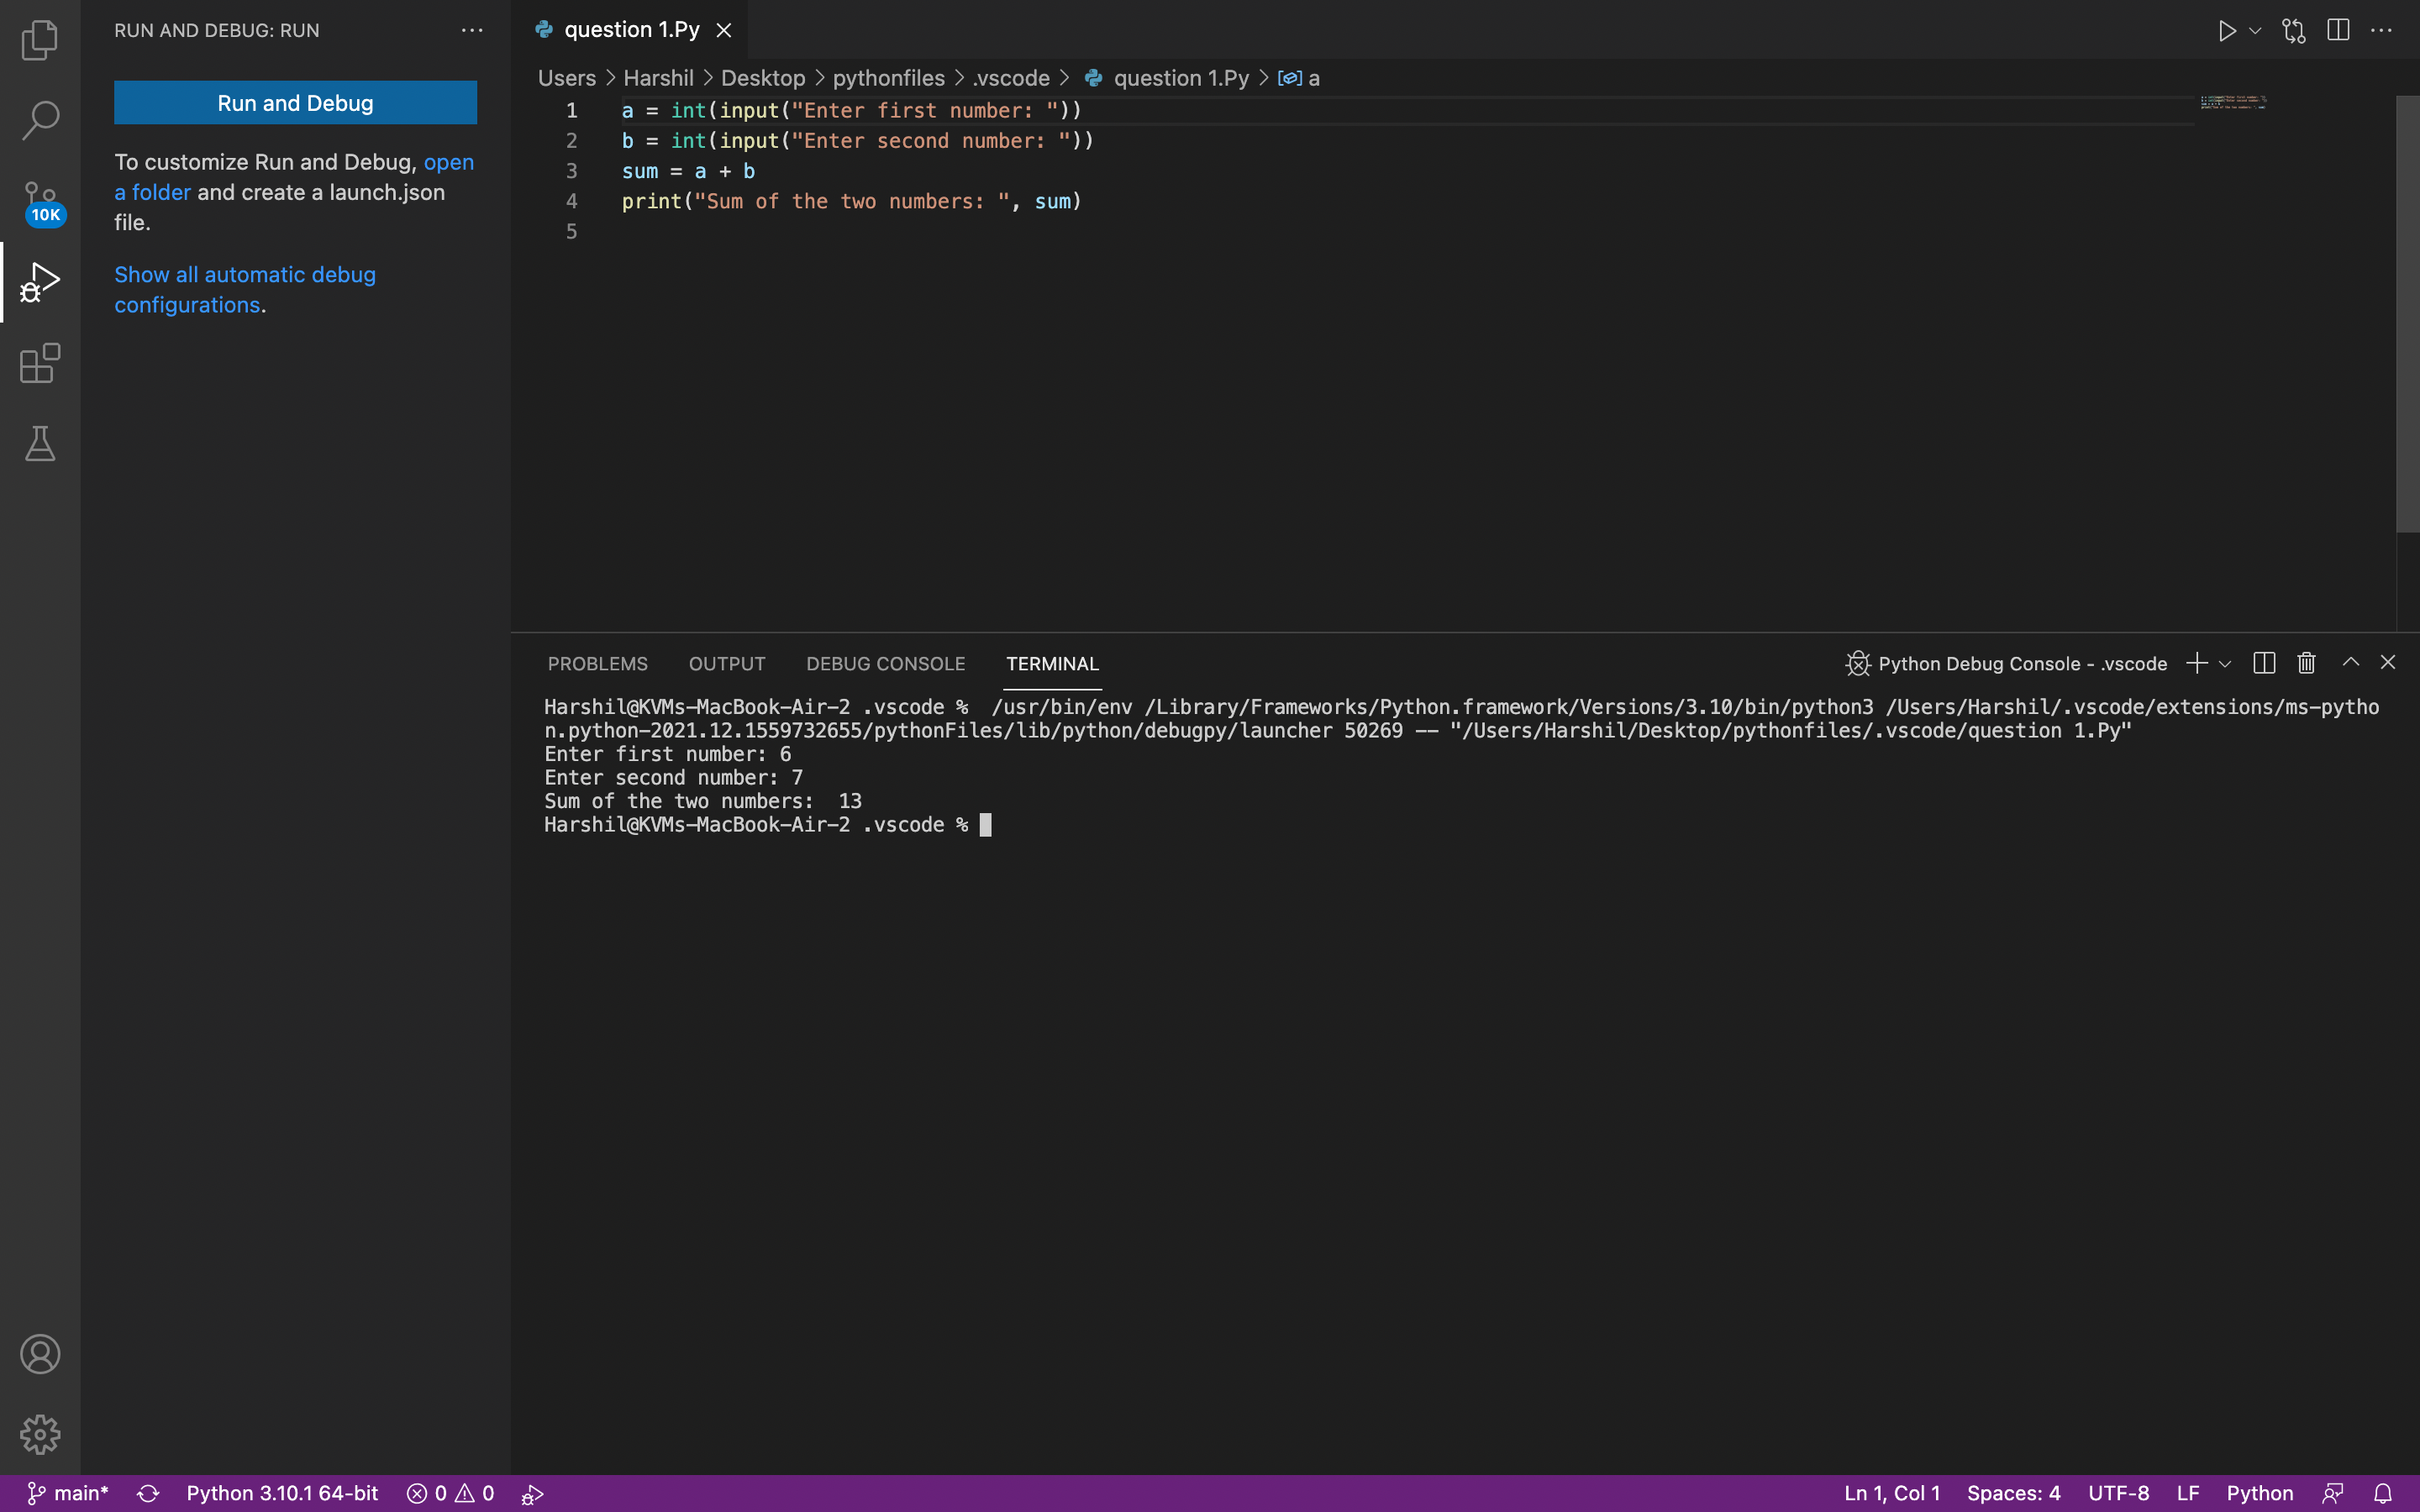 RUN AND DEBUG: RUN
Run and Debug
To customize Run and Debug, open
a folder and create a launch.json
file.
Show all automatic debug
configurations.
10K
question 1.Py
Users > Harshil > Desktop > pythonfiles > .vscode > question 1.Py > a
1 a = int(input("Enter first number: "))
2 b = int(input("Enter second number: "))
3 sum = a + b
4 print("Sum of the two numbers: ", sum)
5
PROBLEMS OUTPUT DEBUG CONSOLE TERMINAL
Python Debug Console - .vscode
Harshil@KVMs-MacBook-Air-2 .vscode %  /usr/bin/env /Library/Frameworks/Python.framework/Versions/3.10/bin/python3 /Users/Harshil/.vscode/extensions/ms-pytho
n.python-2021.12.1559732655/pythonFiles/lib/python/debugpy/launcher 50269 -- "/Users/Harshil/Desktop/pythonfiles/.vscode/question 1.Py"
Enter first number: 6
Enter second number: 7
Sum of the two numbers:  13
Harshil@KVMs-MacBook-Air-2 .vscode %
main* Python 3.10.1 64-bit 0 0 Ln 1, Col 1 Spaces: 4 UTF-8 LF Python